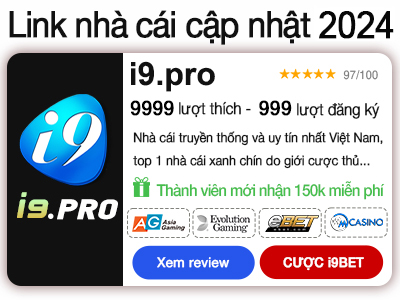 Link nhà cái cập nhật 2024
i9.pro
97/100
9999 lượt thích - 999 lượt đăng ký
Nhà cái truyền thống và uy tín nhất Việt Nam,
top 1 nhà cái xanh chín do giới cược thủ...
Thành viên mới nhận 150k miễn phí
i9
i9.PRO
AG Asia Gaming
Evolution Gaming
eBET
MYCASINO
Xem review
CƯỢC i9BET